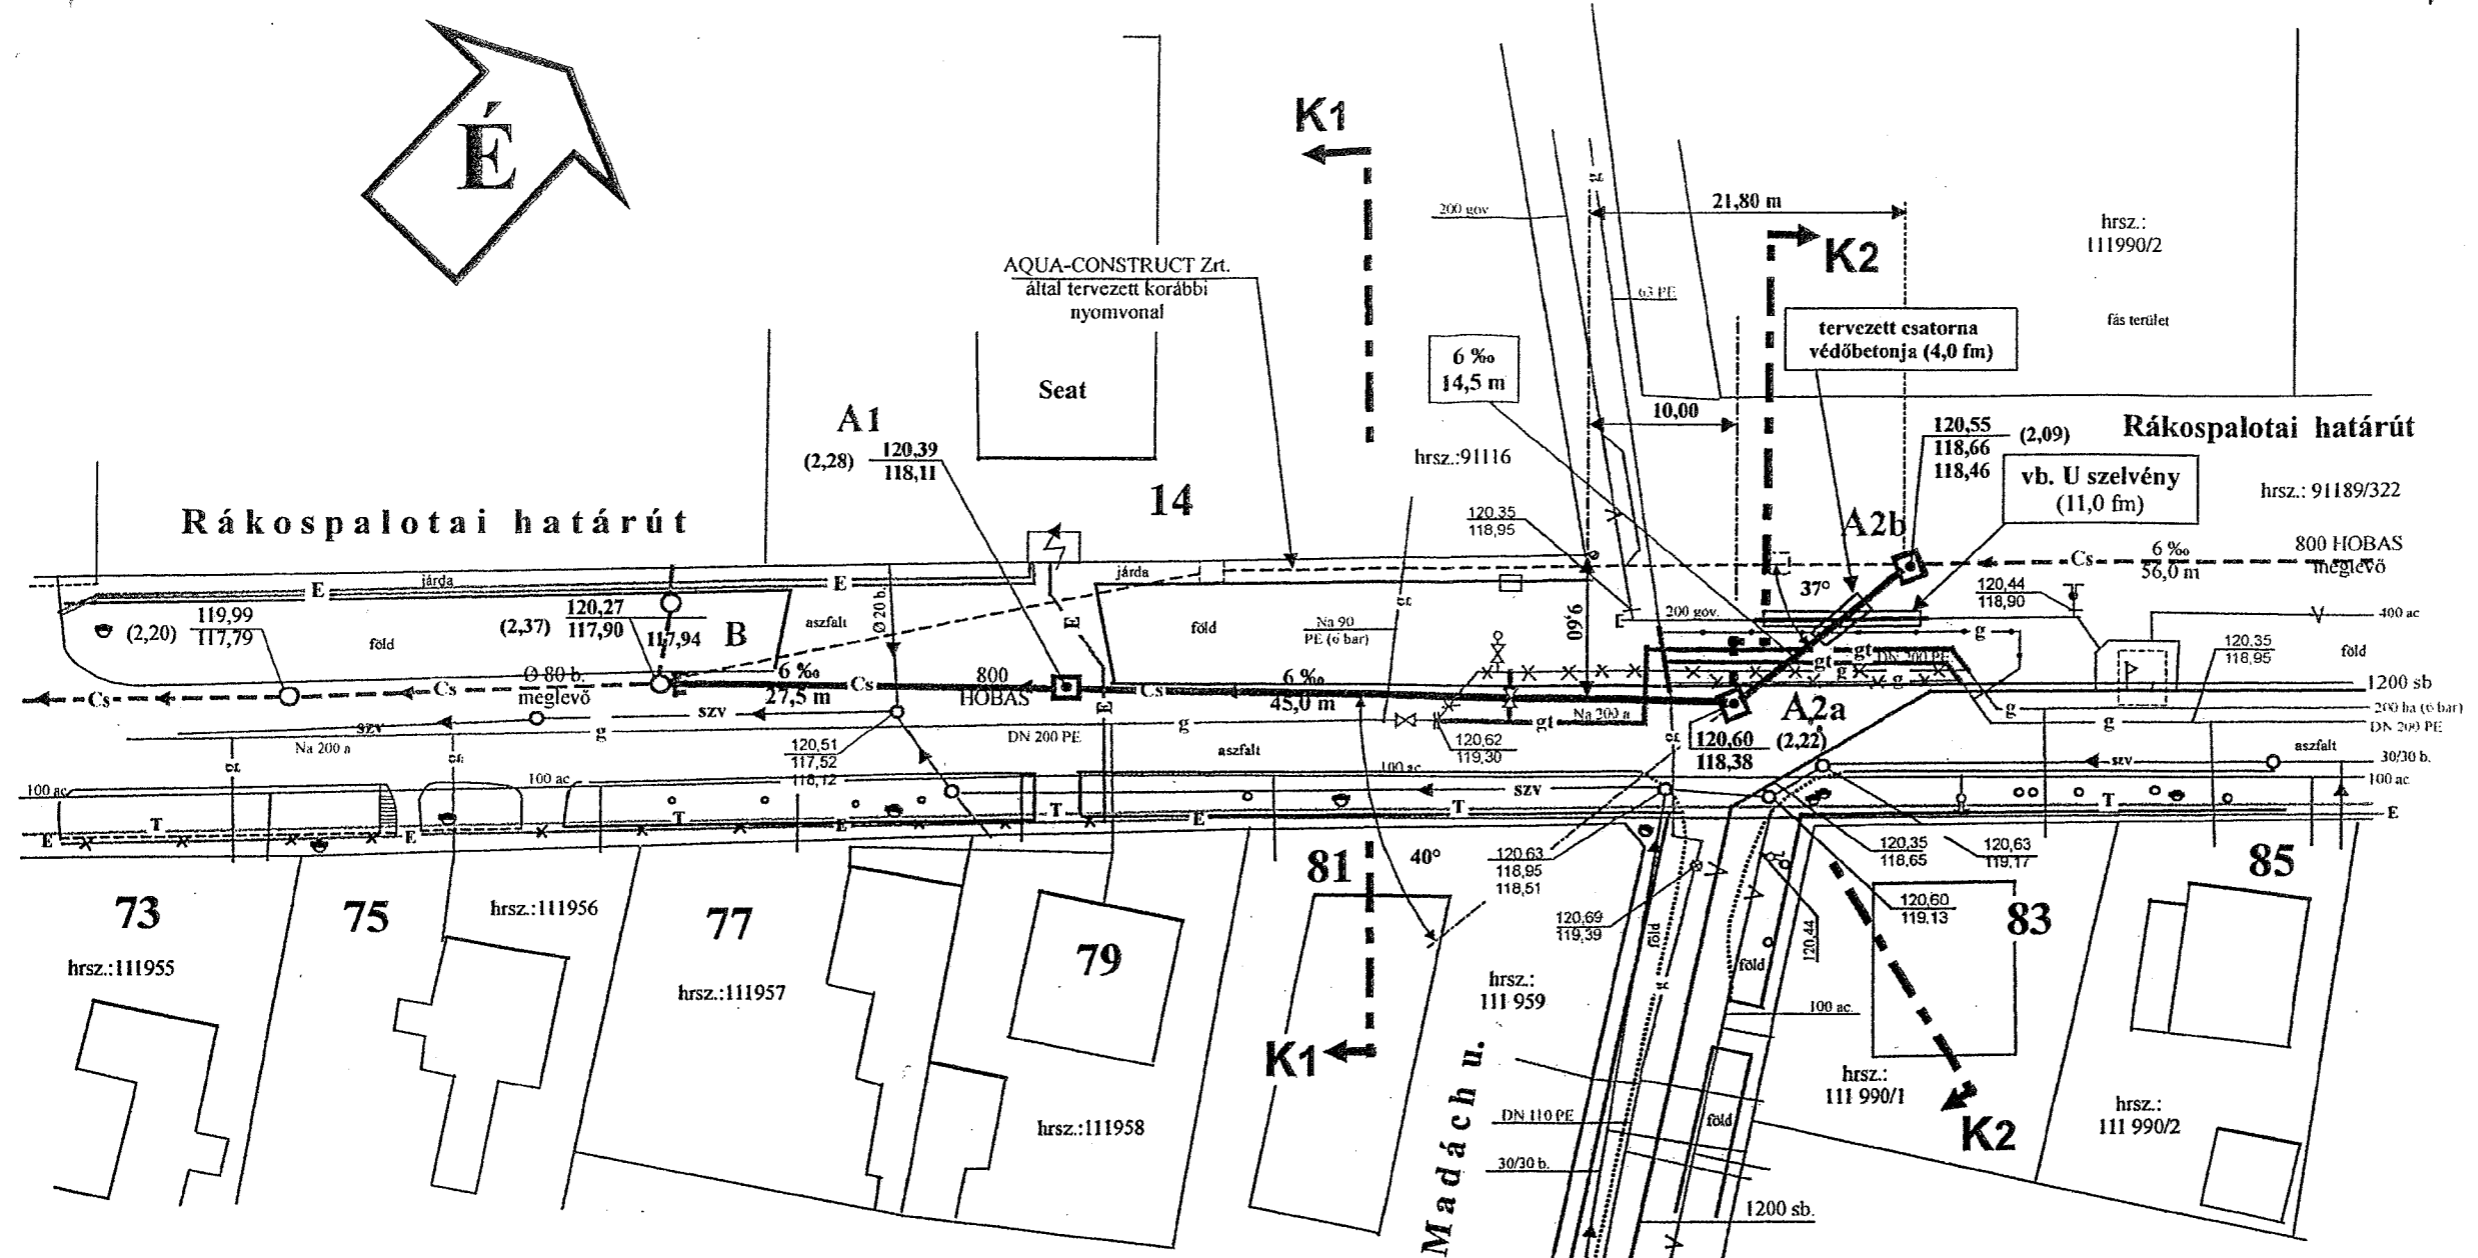 É
K1
21,80 m
200 gov
K2
hrsz.:
111990/2
AQUA-CONSTRUCT Zrt.
által tervezett korábbi
nyomvonal
63 PE
fás terület
tervezett csatorna
védőbetonja (4,0 fm)
6 ‰
14,5 m
Seat
10,00
A1
120,39
(2,28)
118,11
hrsz.:91116
120,55
(2,09)
118,66
118,46
Rákospalotai határút
vb. U szelvény
(11,0 fm)
hrsz.: 91189/322
14
Rákospalotai határút
120,35
118,95
A2b
800 HOBAS
meglévő
Cs
6 ‰
56,0 m
járda
járda
E
E
37°
120,44
118,90
119,99
(2,20)
117,79
120,27
(2,37)
117,90
117,94
B
aszfalt
Ø 20 b.
E
föld
föld
Na 90
PE (6 bar)
9,60
200 gov.
g
400 ac
120,35
118,95
föld
gt
gt
DN 200 PE
g
g
Cs
Cs
Ø 80 b.
meglévő
6 ‰
27,5 m
Cs
800
HOBAS
Cs
6 ‰
45,0 m
1200 sb
A2a
szv
szv
g
g
E
gt
Na 200 a
g
g
200 ha (6 bar)
DN 200 PE
Na 200 a
DN 200 PE
120,51
117,52
118,12
aszfalt
120,62
119,30
120,60
(2,22)
118,38
szv
aszfalt
30/30 b.
100 ac
100 ac
100 ac
100 ac
T
T
T
T
T
szv
E
E
E
E
E
73
75
77
79
81
83
85
40°
120,63
118,95
118,51
120,35
118,65
120,63
119,17
120,60
119,13
120,69
119,39
120,44
föld
föld
föld
g
hrsz.:111955
hrsz.:111956
hrsz.:111957
hrsz.:111958
hrsz.:
111 959
100 ac.
K1
Madách u.
hrsz.:
111 990/1
hrsz.:
111 990/2
DN 110 PE
K2
30/30 b.
1200 sb.